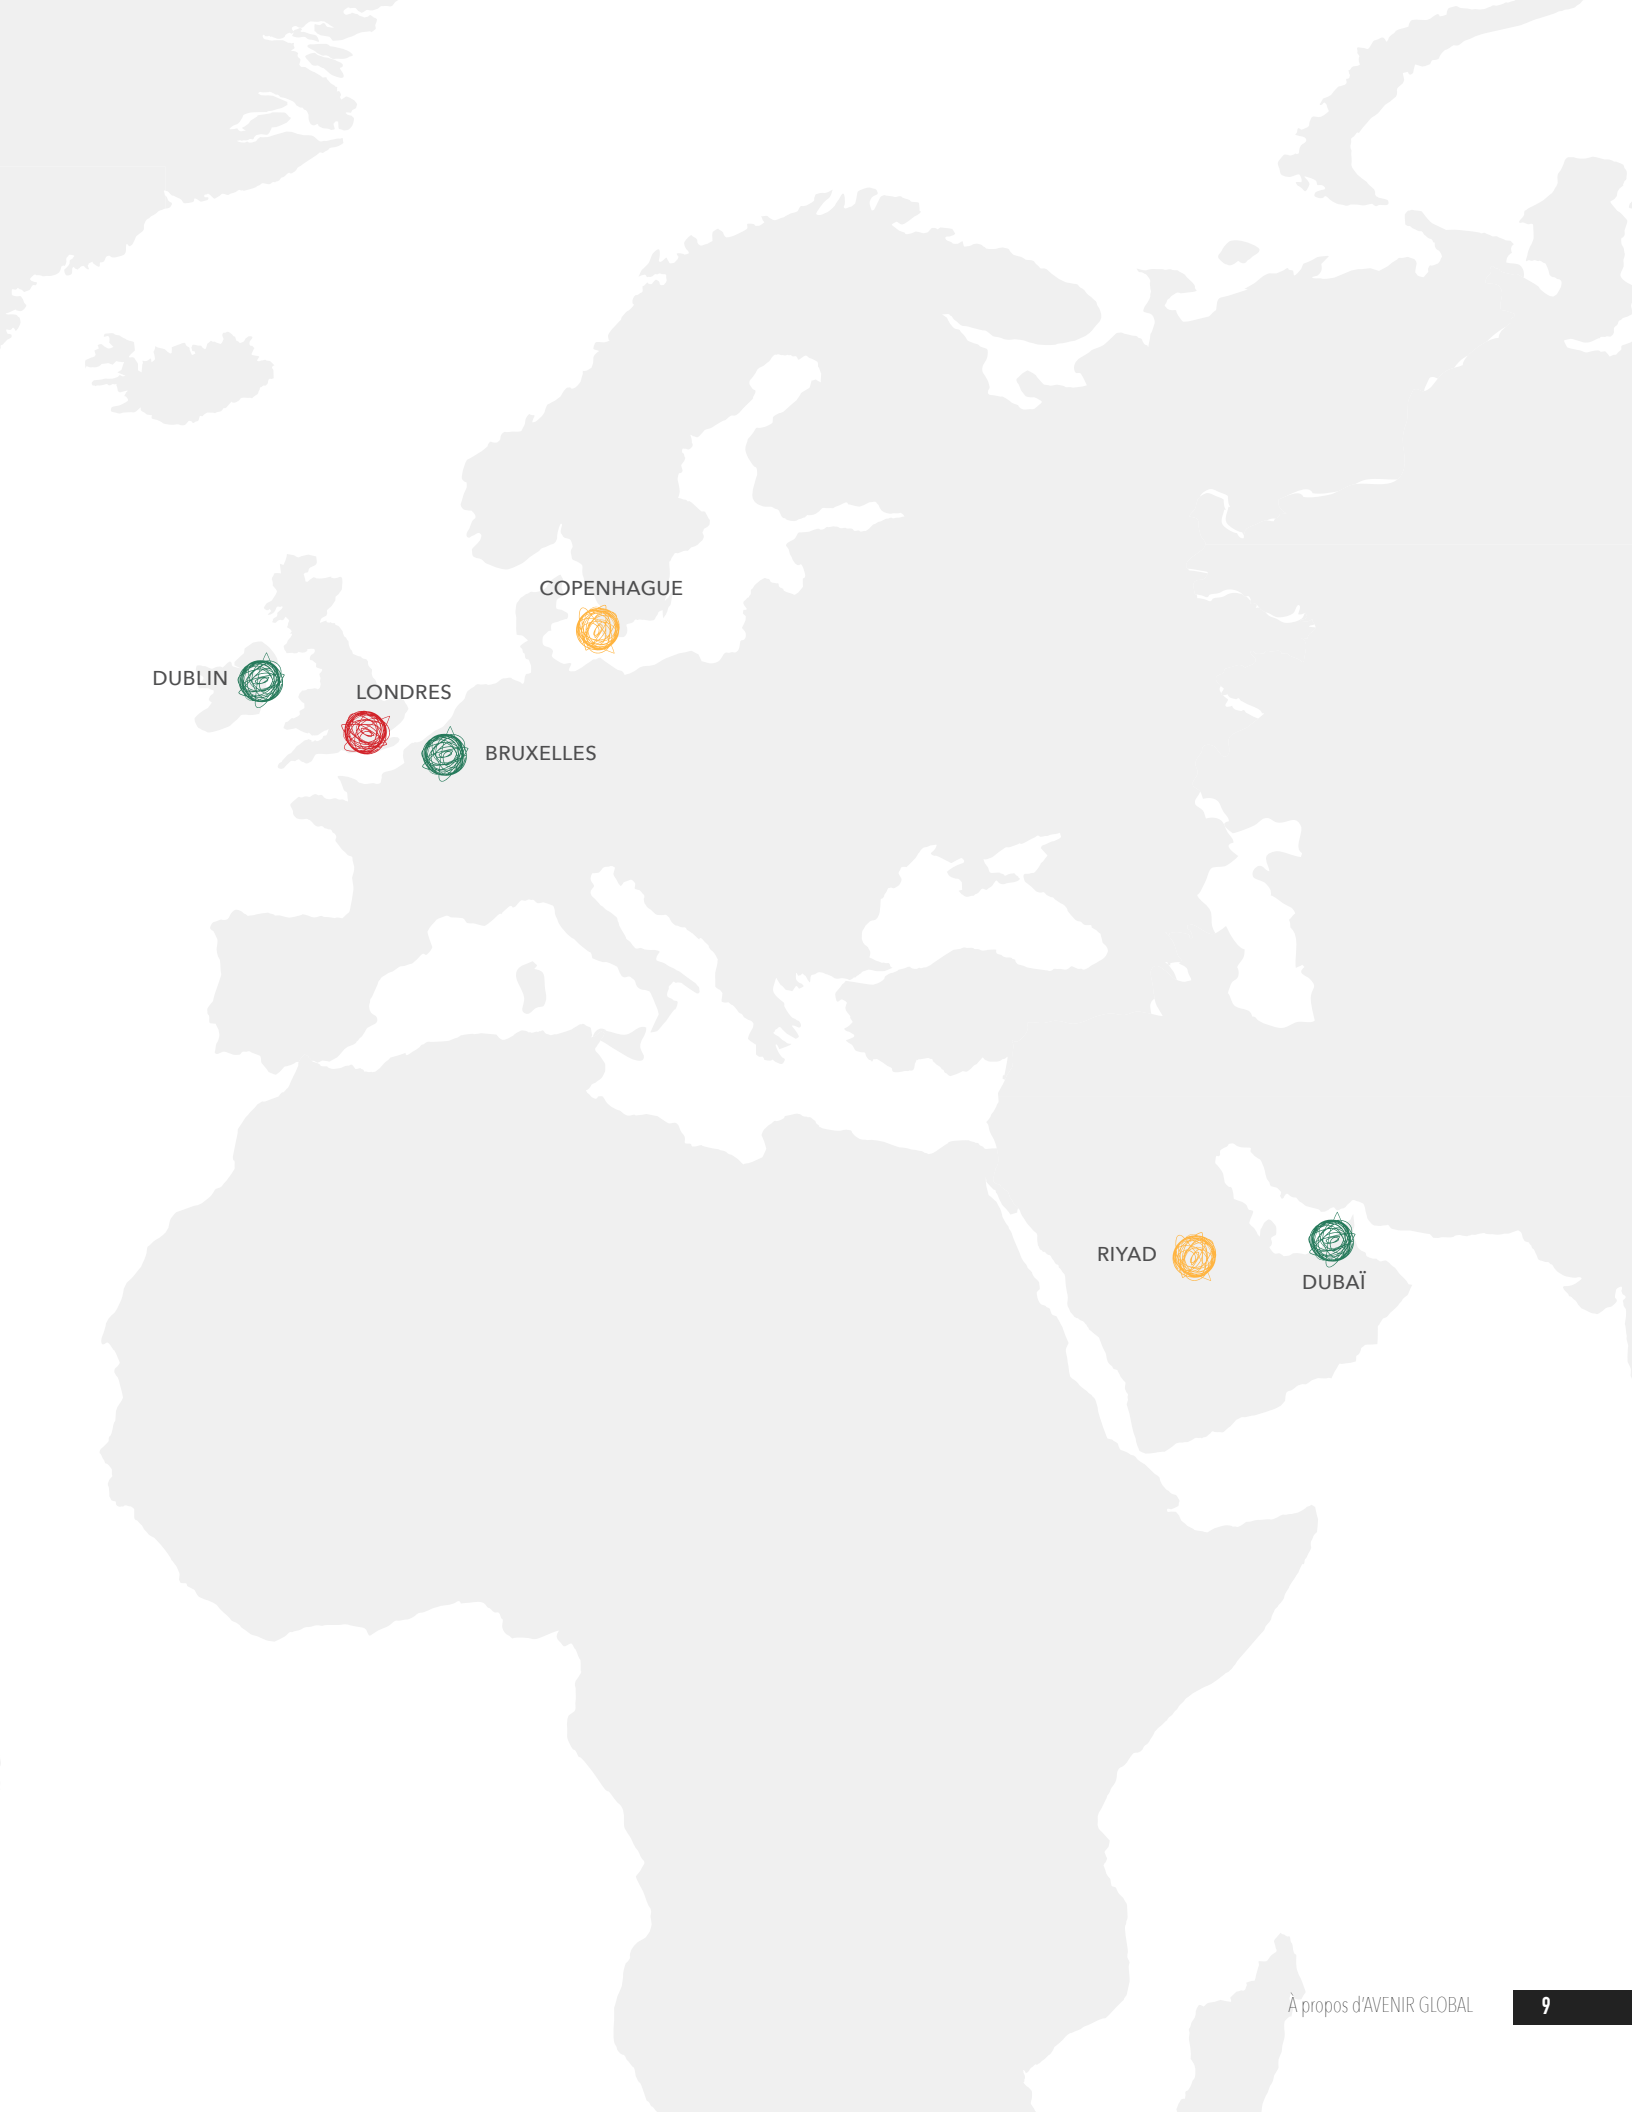 COPENHAGUE
DUBLIN
LONDRES
BRUXELLES
RIYAD
DUBAÏ
À propos d'AVENIR GLOBAL
9